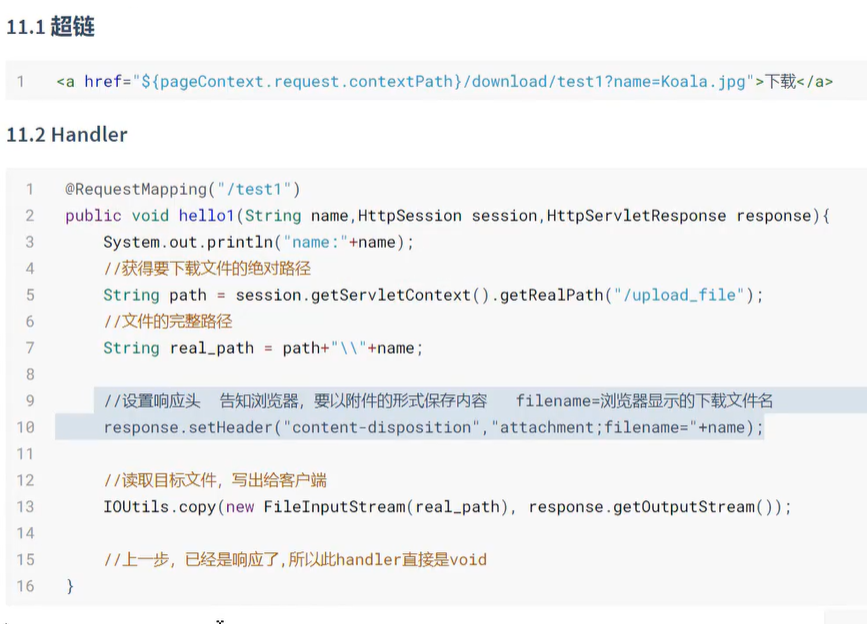 11.1 超链
1 <a href="${pageContext.request.contextPath}/download/test1?name=Koala.jpg">下载</a>
11.2 Handler
1 @RequestMapping("/test1")
2 public void hello1(String name,HttpSession session,HttpServletResponse response){
3 System.out.println("name:"+name);
4 //获得要下载文件的绝对路径
5 String path = session.getServletContext().getRealPath("/upload_file");
6 //文件的完整路径
7 String real_path = path+"\\"+name;
8
9 //设置响应头 告知浏览器，要以附件的形式保存内容 filename=浏览器显示的下载文件名
10 response.setHeader("content-disposition","attachment;filename="+name);
11
12 //读取目标文件，写出给客户端
13 IOUtils.copy(new FileInputStream(real_path), response.getOutputStream());
14
15 //上一步，已经是响应了,所以此handler直接是void
16 }